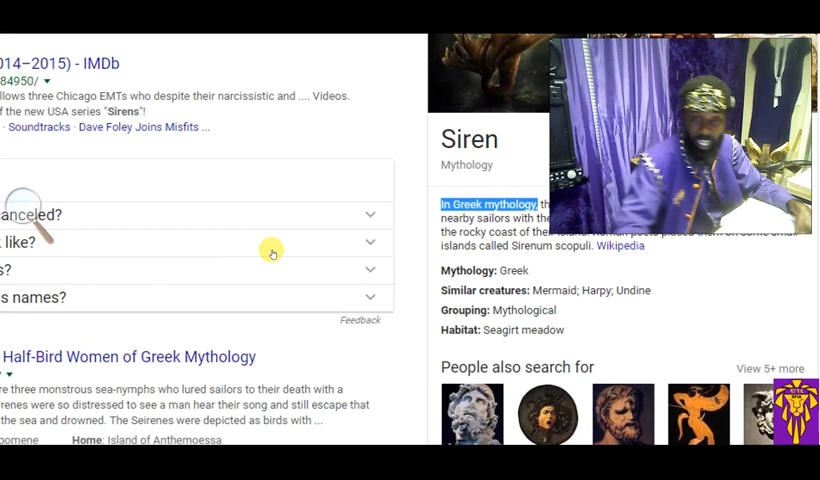 014–2015) - IMDb
84950/
llows three Chicago EMTs who despite their narcissistic and .... Videos.
of the new USA series "Sirens"!
· Soundtracks · Dave Foley Joins Misfits ...
canceled?
like?
s?
s names?
Feedback
Half-Bird Women of Greek Mythology
re three monstrous sea-nymphs who lured sailors to their death with a
irenes were so distressed to see a man hear their song and still escape that
the sea and drowned. The Seirenes were depicted as birds with ...
Home: Island of Anthemoessa
Siren
Mythology
In Greek mythology,
nearby sailors with the
the rocky coast of their island.
islands called Sirenum scopuli. Wikipedia
Mythology: Greek
Similar creatures: Mermaid; Harpy; Undine
Grouping: Mythological
Habitat: Seagirt meadow
People also search for
View 5+ more